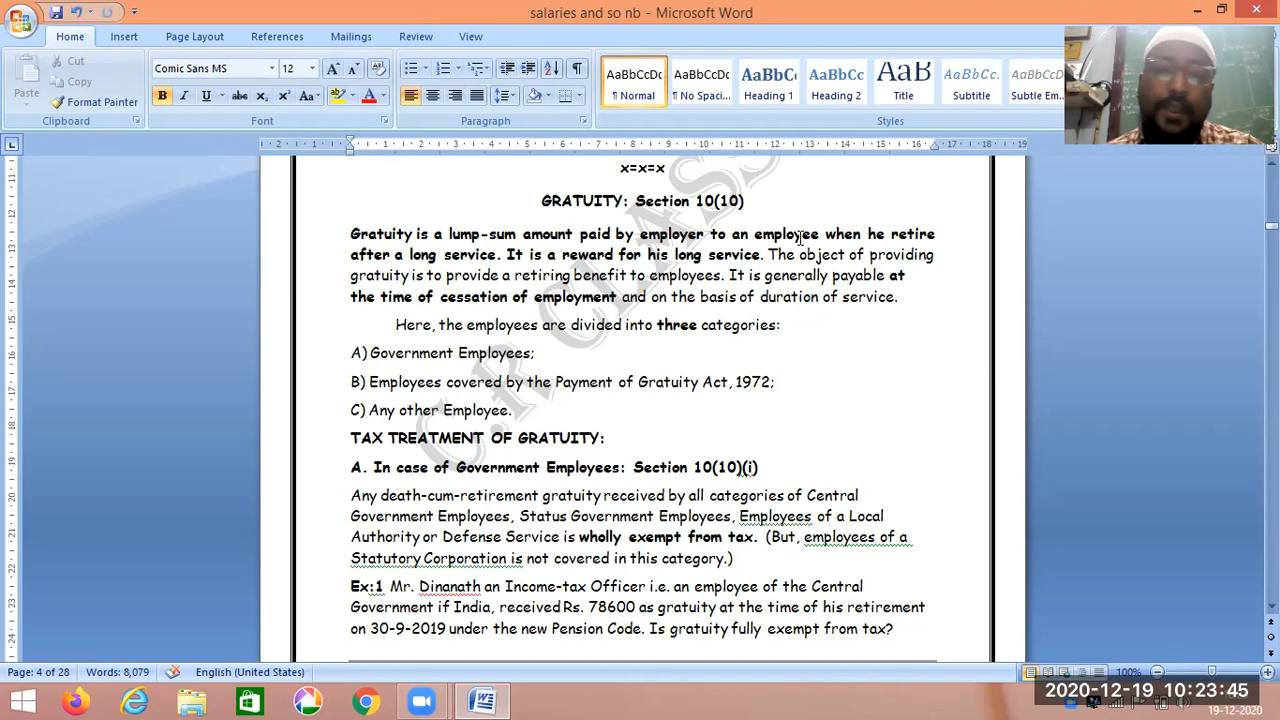 salaries and so nb - Microsoft Word
Home Insert Page Layout References Mailings Review View
Cut
Copy
Paste
Format Painter
Clipboard
Comic Sans MS 12
Font
Paragraph
AaBbCcDc AaBbCcDc AaBbC AaBbCc AaB AaBbCcL AaBbCcDc
¶ Normal ¶ No Spaci... Heading 1 Heading 2 Title Subtitle Subtle Em...
Styles
x=x=x
GRATUITY: Section 10(10)
Gratuity is a lump-sum amount paid by employer to an employee when he retire
after a long service. It is a reward for his long service. The object of providing
gratuity is to provide a retiring benefit to employees. It is generally payable at
the time of cessation of employment and on the basis of duration of service.
Here, the employees are divided into three categories:
A) Government Employees;
B) Employees covered by the Payment of Gratuity Act, 1972;
C) Any other Employee.
TAX TREATMENT OF GRATUITY:
A. In case of Government Employees: Section 10(10)(i)
Any death-cum-retirement gratuity received by all categories of Central
Government Employees, Status Government Employees, Employees of a Local
Authority or Defense Service is wholly exempt from tax. (But, employees of a
Statutory Corporation is not covered in this category.)
Ex:1 Mr. Dinanath an Income-tax Officer i.e. an employee of the Central
Government if India, received Rs. 78600 as gratuity at the time of his retirement
on 30-9-2019 under the new Pension Code. Is gratuity fully exempt from tax?
C.R CLASS
Page: 4 of 28 Words: 8,079 English (United States) 100%
2020-12-19 10:23:45
19-12-2020